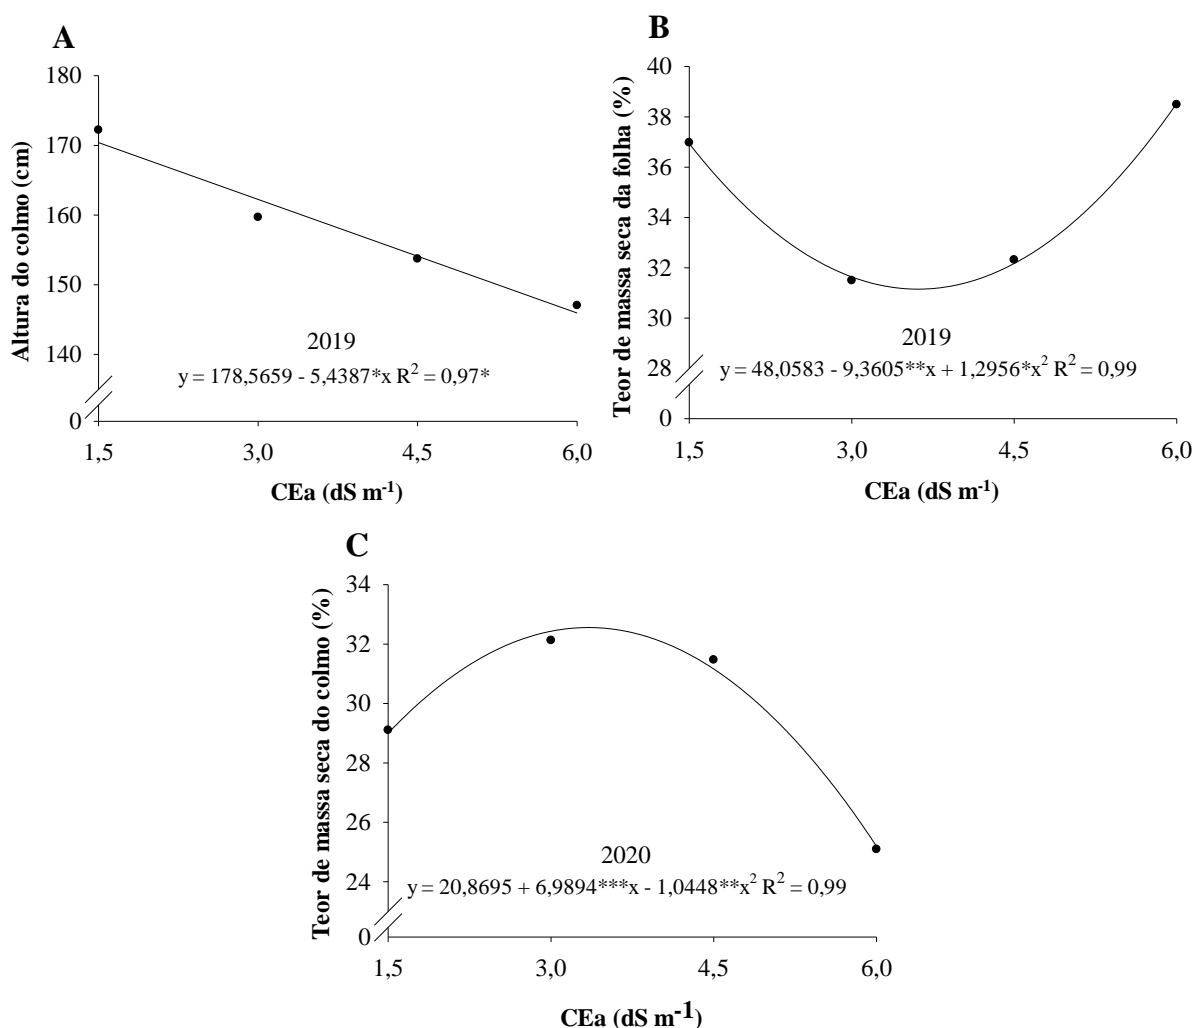 A
Altura do colmo (cm)
180
170
160
150
140
0
2019
y = 178,5659 - 5,4387*x R² = 0,97*
1,5 3,0 4,5 6,0
CEa (dS m⁻¹)
B
Teor de massa seca da folha (%)
40
38
36
34
32
30
28
0
2019
y = 48,0583 - 9,3605**x + 1,2956*x² R² = 0,99
1,5 3,0 4,5 6,0
CEa (dS m⁻¹)
C
Teor de massa seca do colmo (%)
34
32
30
28
26
24
0
2020
y = 20,8695 + 6,9894***x - 1,0448**x² R² = 0,99
1,5 3,0 4,5 6,0
CEa (dS m⁻¹)